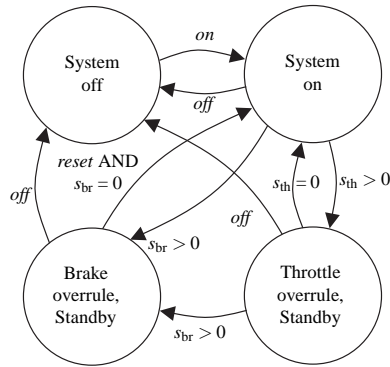 on
System
off
System
on
off
reset AND
s_br = 0
s_th = 0
s_th > 0
off
off
s_br > 0
Brake
overrule,
Standby
Throttle
overrule,
Standby
s_br > 0